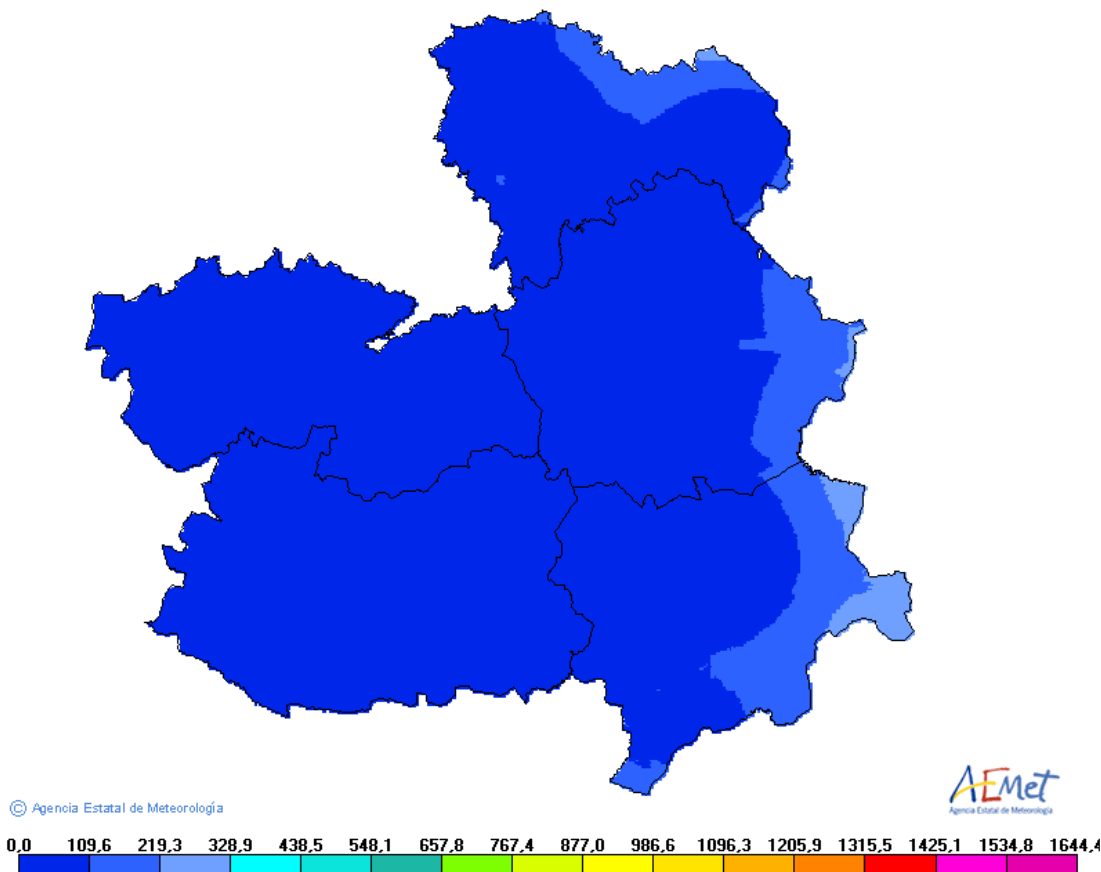 © Agencia Estatal de Meteorología
AEMet
Agencia Estatal de Meteorología
0,0 109,6 219,3 328,9 438,5 548,1 657,8 767,4 877,0 986,6 1096,3 1205,9 1315,5 1425,1 1534,8 1644,4